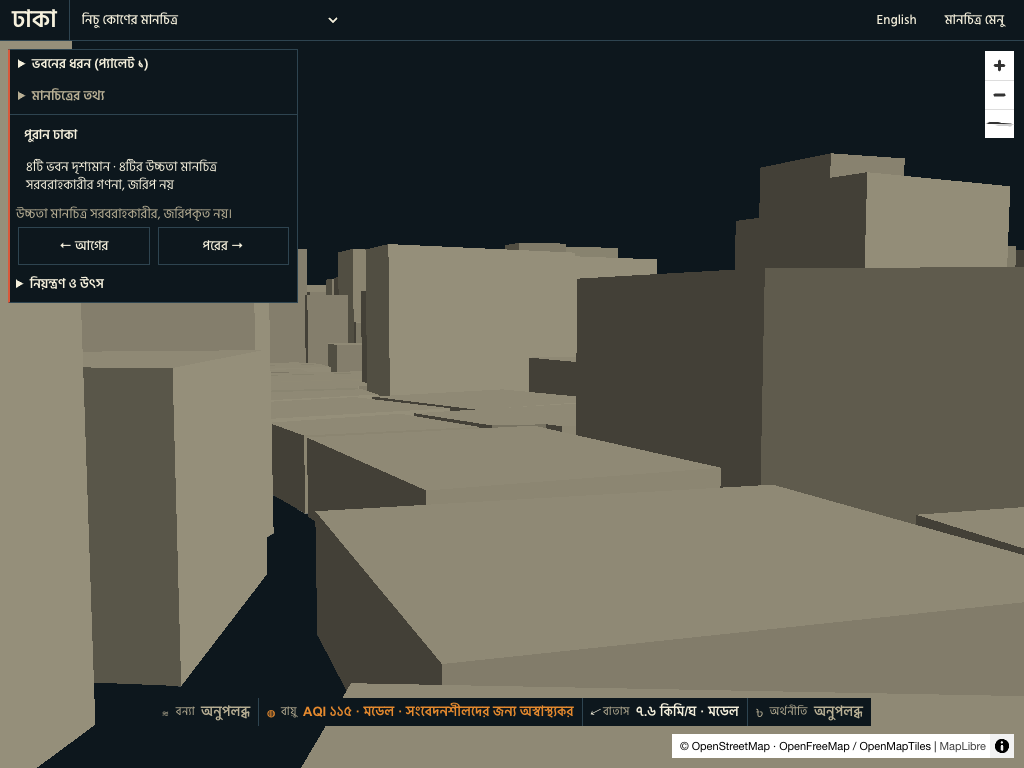 ঢাকা
নিচু কোণের মানচিত্র
English
মানচিত্র মেনু
▶ ভবনের ধরন (প্যালেট ১)
▶ মানচিত্রের তথ্য
পুরান ঢাকা
৪টি ভবন দৃশ্যমান · ৪টির উচ্চতা মানচিত্র
সরবরাহকারীর গণনা, জরিপ নয়
উচ্চতা মানচিত্র সরবরাহকারীর, জরিপকৃত নয়।
← আগের
পরের →
▶ নিয়ন্ত্রণ ও উৎস
≈ বন্যা অনুপলব্ধ
বায়ু AQI ১১৫ · মডেল · সংবেদনশীলদের জন্য অস্বাস্থ্যকর
বাতাস ৭.৬ কিমি/ঘ · মডেল
৳ অর্থনীতি অনুপলব্ধ
© OpenStreetMap · OpenFreeMap / OpenMapTiles | MapLibre